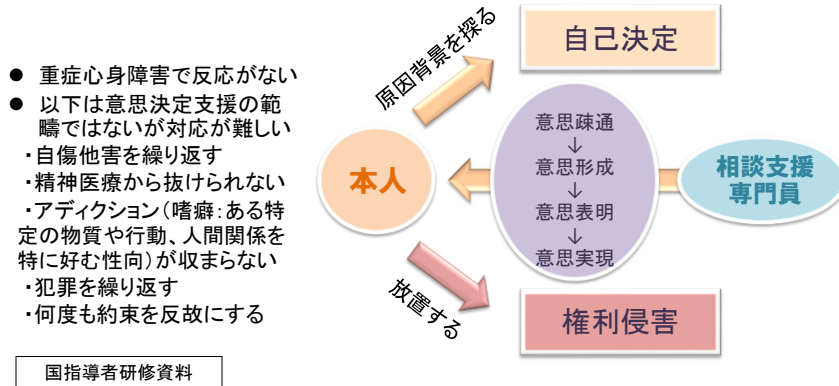 ● 重症心身障害で反応がない
● 以下は意思決定支援の範
疇ではないが対応が難しい
・自傷他害を繰り返す
・精神医療から抜けられない
・アディクション(嗜癖:ある特
定の物質や行動、人間関係を
特に好む性向)が収まらない
・犯罪を繰り返す
・何度も約束を反故にする
国指導者研修資料
原因背景を探る
自己決定
本人
意思疎通
↓
意思形成
↓
意思表明
↓
意思実現
相談支援
専門員
放置する
権利侵害